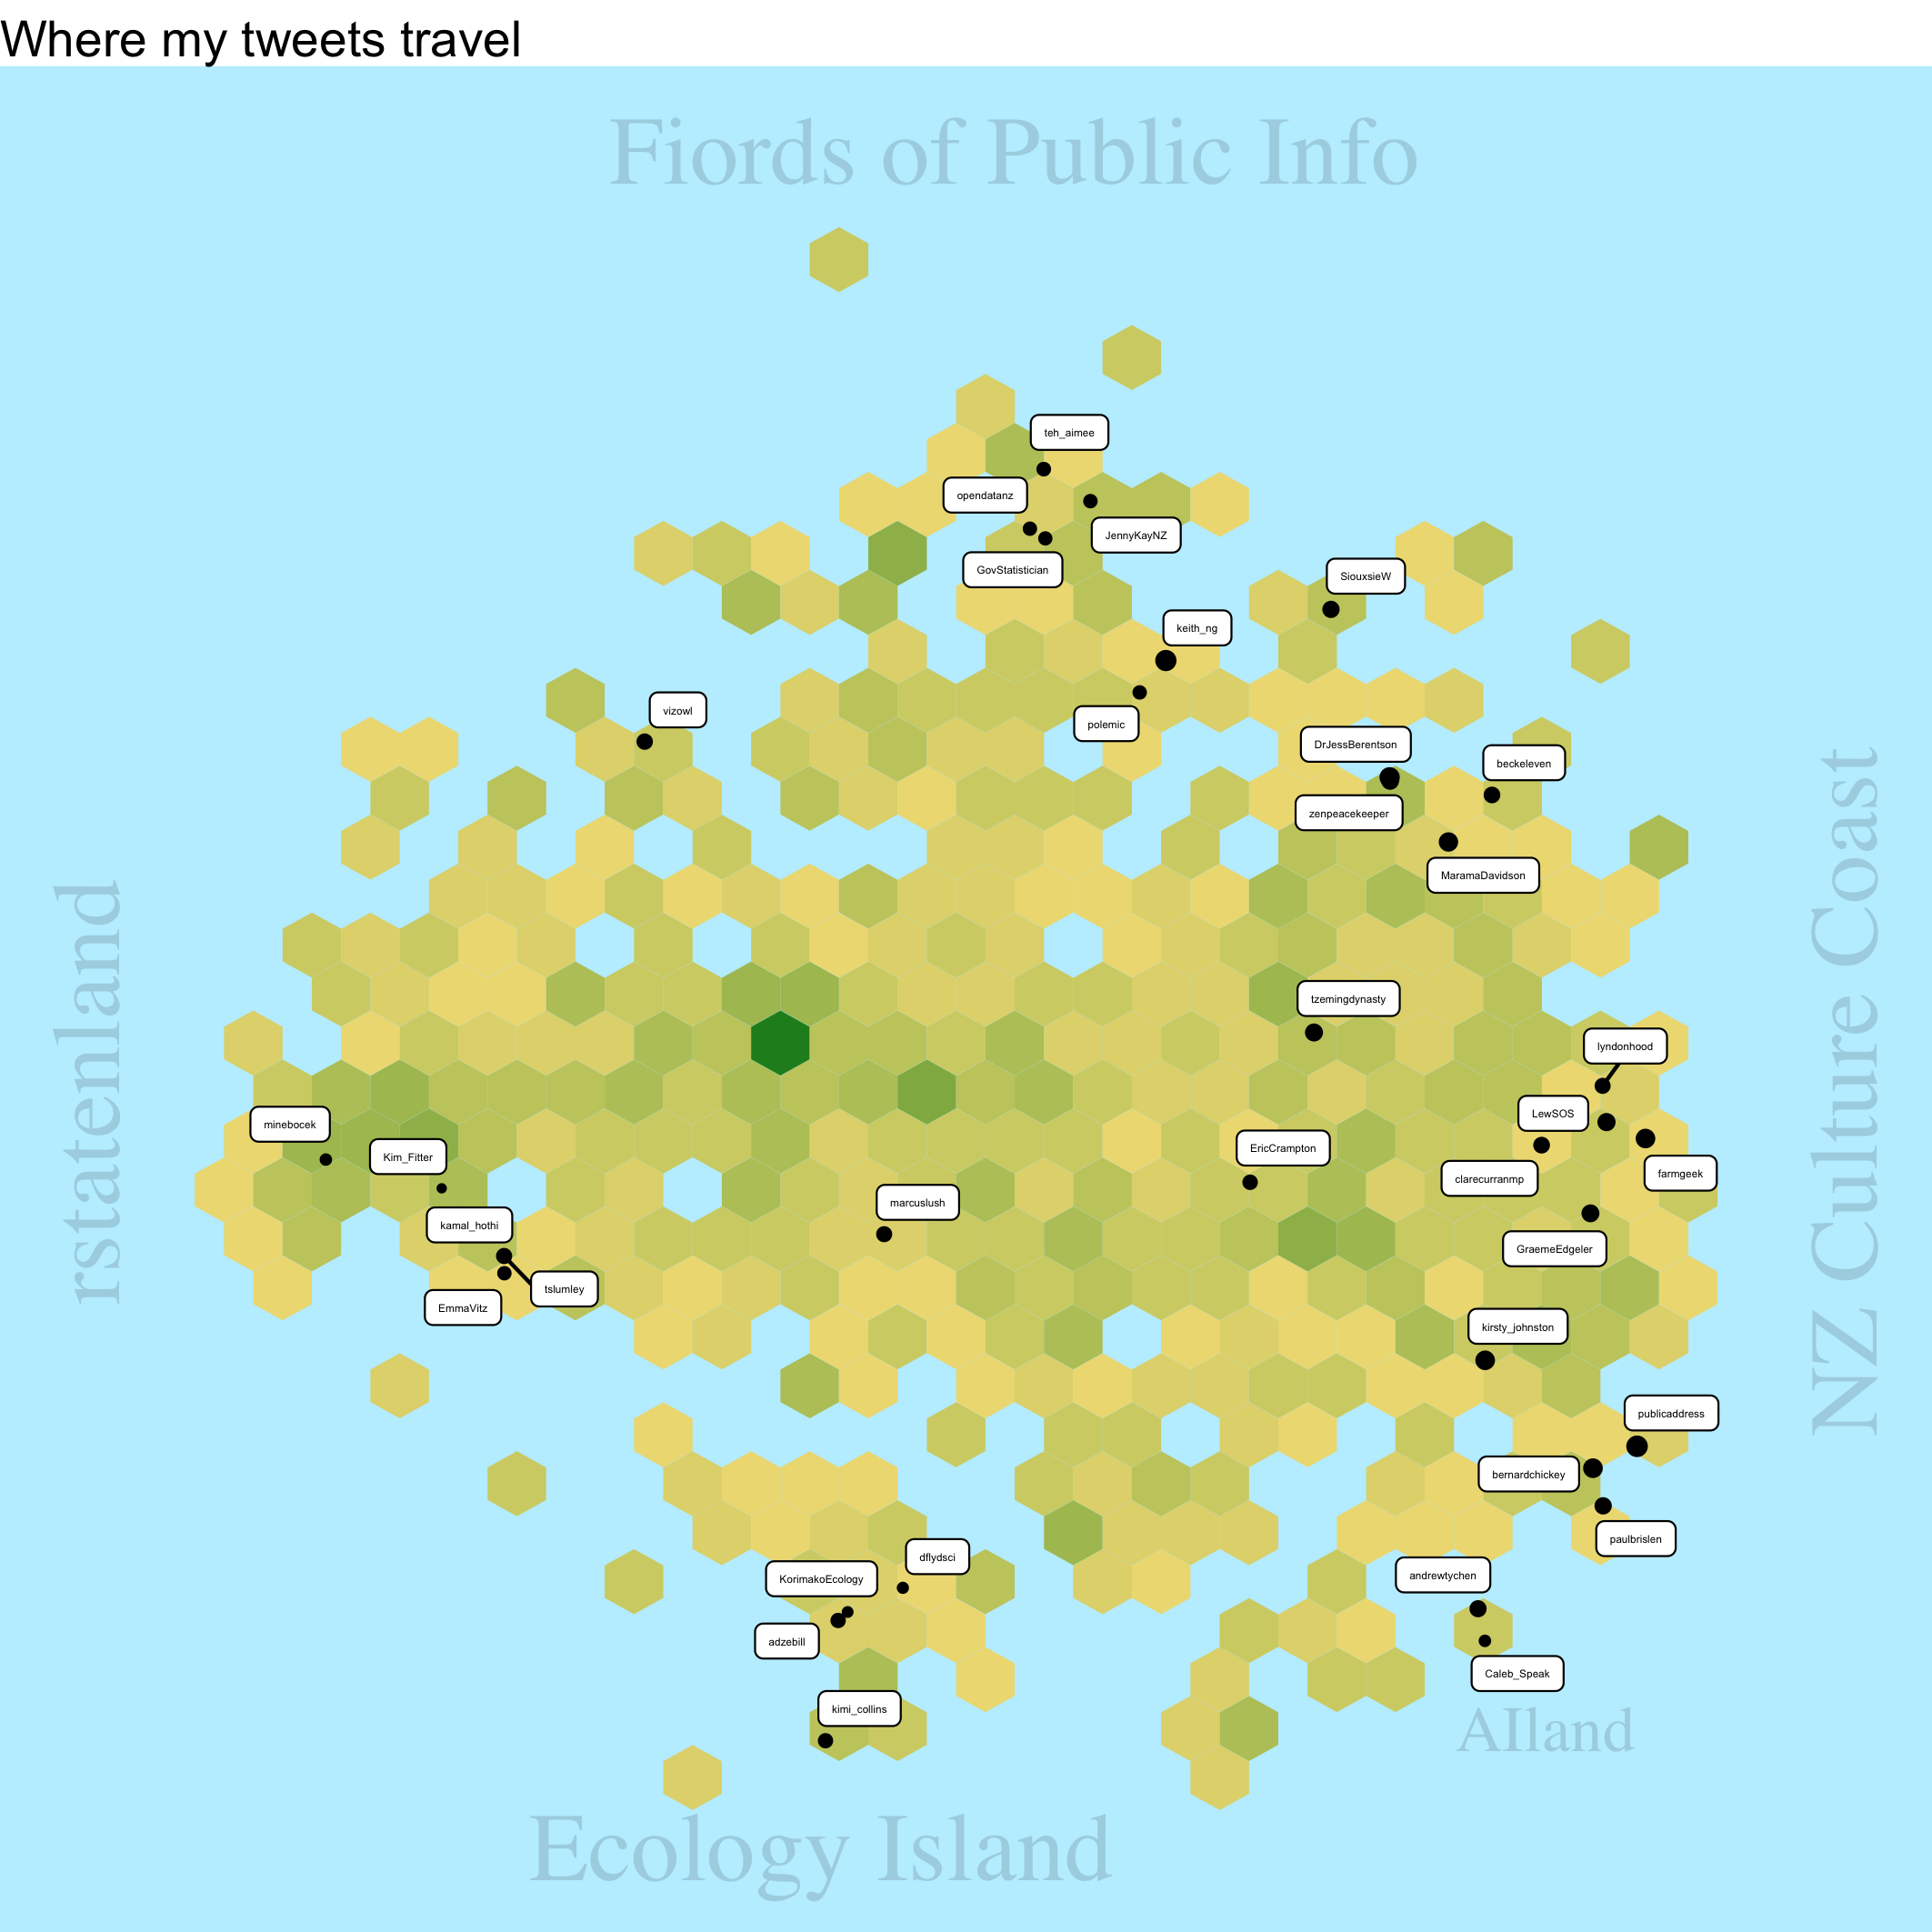 Where my tweets travel
Fiords of Public Info
teh_aimee
opendatanz
JennyKayNZ
GovStatistician
SiouxsieW
keith_ng
vizowl
polemic
DrJessBerentson
beckeleven
zenpeacekeeper
MaramaDavidson
rstatenland
NZ Culture Coast
tzemingdynasty
lyndonhood
LewSOS
minebocek
EricCrampton
Kim_Fitter
farmgeek
clarecurranmp
marcuslush
kamal_hothi
GraemeEdgeler
tslumley
EmmaVitz
kirsty_johnston
publicaddress
bernardchickey
paulbrislen
dflydsci
andrewtychen
KorimakoEcology
adzebill
Caleb_Speak
kimi_collins
AIland
Ecology Island